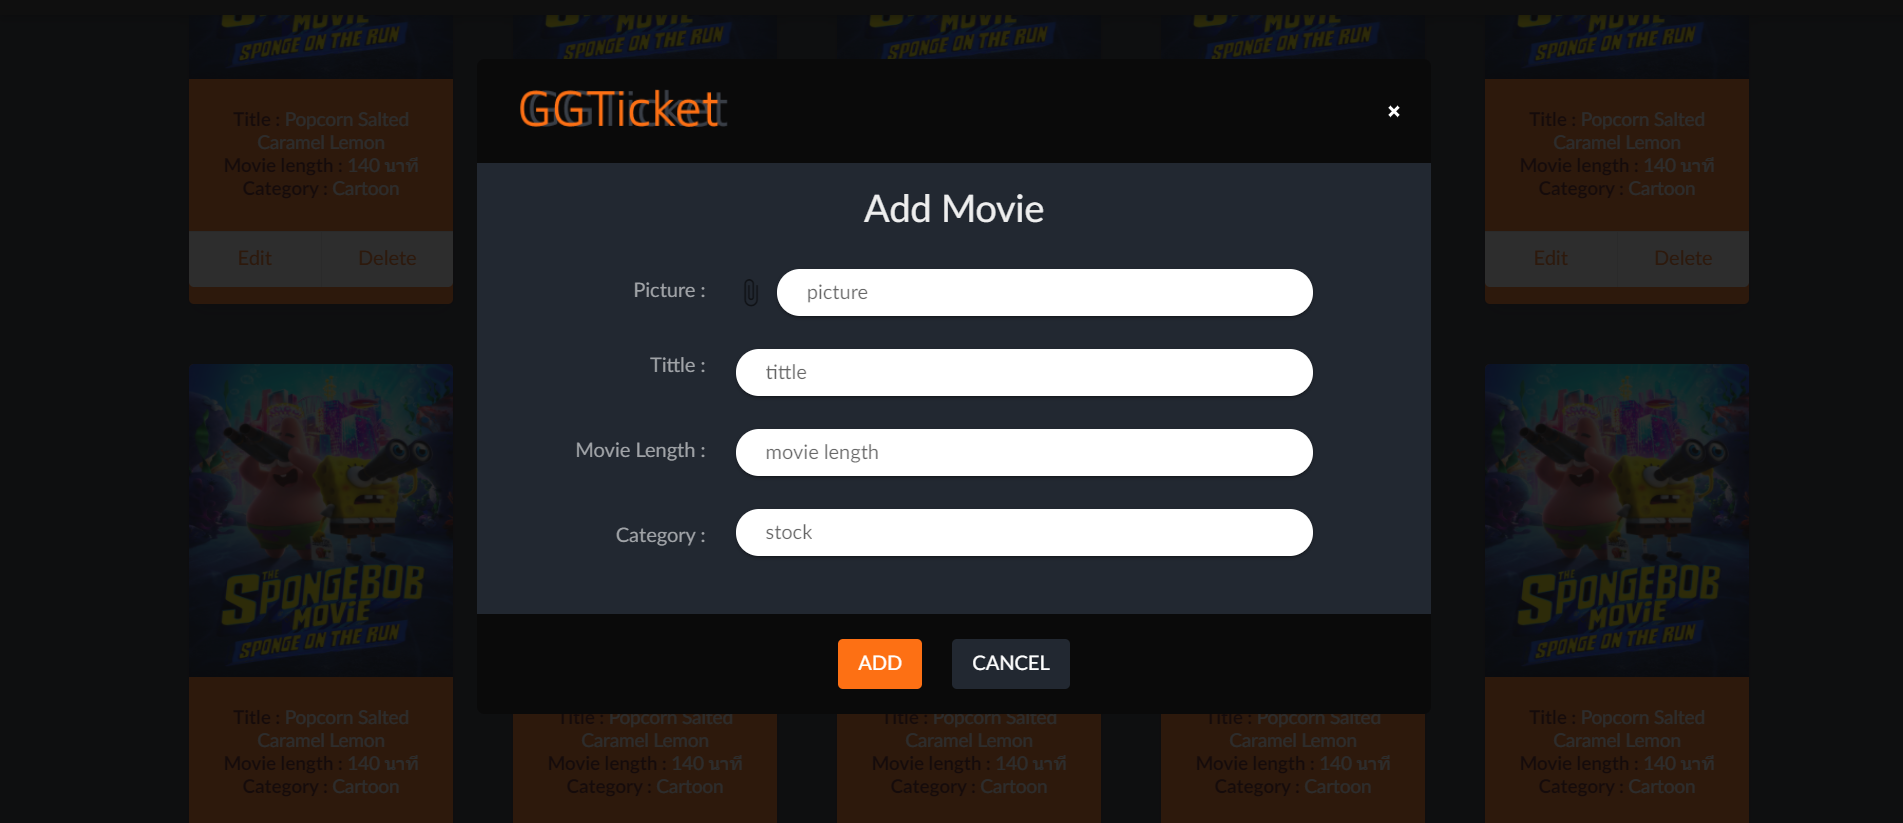 MOVIE
SPONGE ON THE RUN
MOVIE
SPONGE ON THE RUN
MOVIE
SPONGE ON THE RUN
MOVIE
SPONGE ON THE RUN
MOVIE
SPONGE ON THE RUN
Title : Popcorn Salted
Caramel Lemon
Movie length : 140 นาที
Category : Cartoon
Edit
Delete
GGTicket
×
Add Movie
Picture :
picture
Tittle :
tittle
Movie Length :
movie length
Category :
stock
ADD
CANCEL
Title : Popcorn Salted
Caramel Lemon
Movie length : 140 นาที
Category : Cartoon
Edit
Delete
THE
SPONGEBOB
MOVIE
SPONGE ON THE RUN
Title : Popcorn Salted
Caramel Lemon
Movie length : 140 นาที
Category : Cartoon
Title : Popcorn Salted
Caramel Lemon
Movie length : 140 นาที
Category : Cartoon
Title : Popcorn Salted
Caramel Lemon
Movie length : 140 นาที
Category : Cartoon
Title : Popcorn Salted
Caramel Lemon
Movie length : 140 นาที
Category : Cartoon
THE
SPONGEBOB
MOVIE
SPONGE ON THE RUN
Title : Popcorn Salted
Caramel Lemon
Movie length : 140 นาที
Category : Cartoon